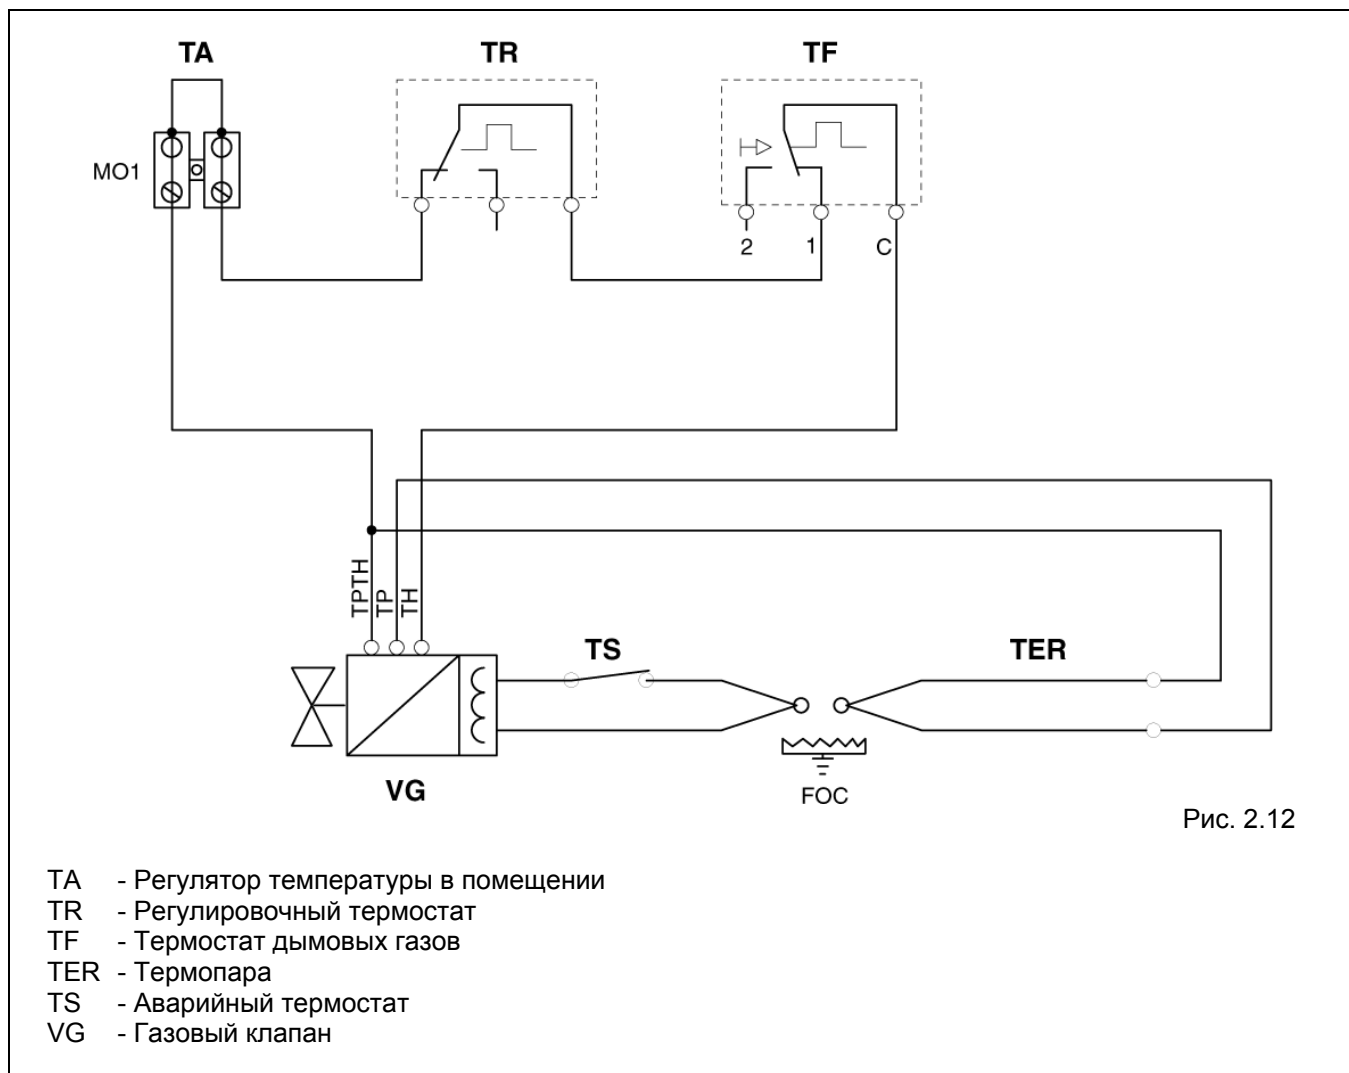 TA TR TF
MO1
2 1 C
TPTH
TP
TH
TS TER
VG
FOC
Рис. 2.12
TA - Регулятор температуры в помещении
TR - Регулировочный термостат
TF - Термостат дымовых газов
TER - Термопара
TS - Аварийный термостат
VG - Газовый клапан